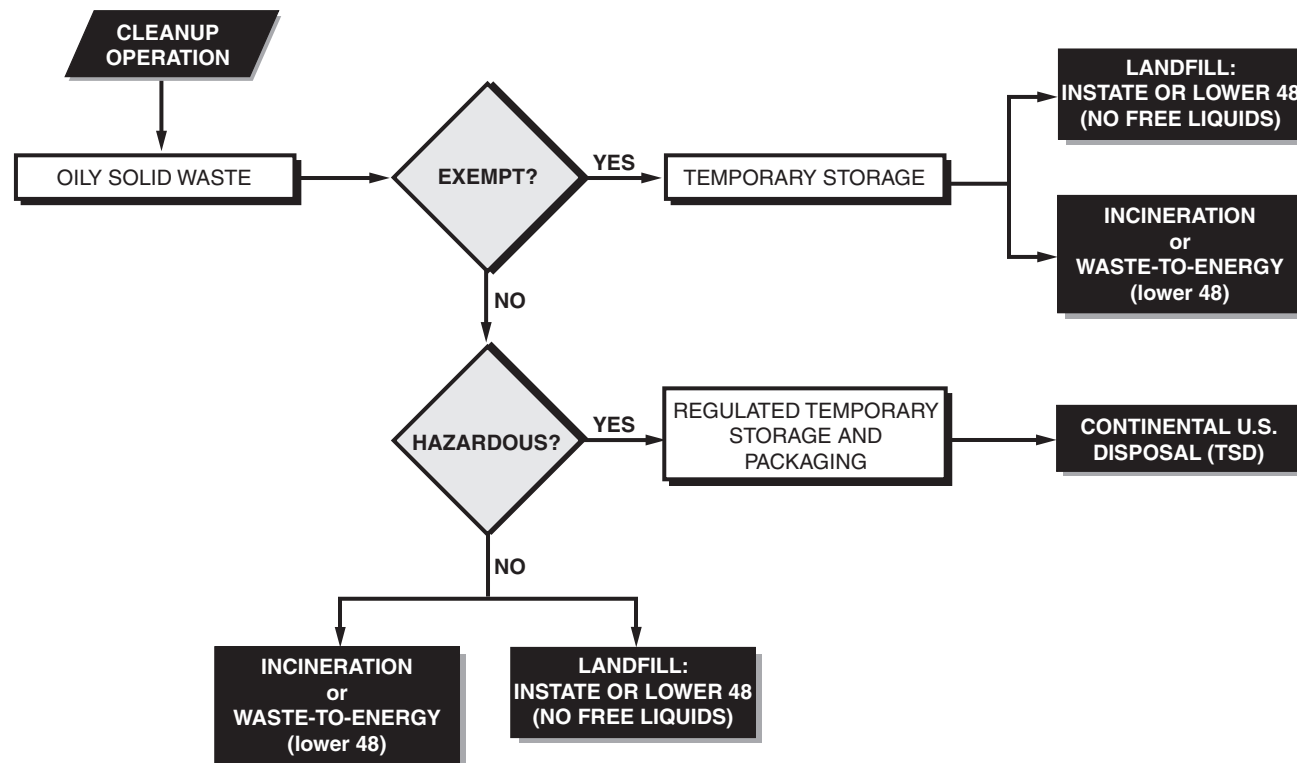 CLEANUP
OPERATION
OILY SOLID WASTE
EXEMPT?
YES
TEMPORARY STORAGE
LANDFILL:
INSTATE OR LOWER 48
(NO FREE LIQUIDS)
INCINERATION
or
WASTE-TO-ENERGY
(lower 48)
NO
HAZARDOUS?
YES
REGULATED TEMPORARY
STORAGE AND
PACKAGING
CONTINENTAL U.S.
DISPOSAL (TSD)
NO
INCINERATION
or
WASTE-TO-ENERGY
(lower 48)
LANDFILL:
INSTATE OR LOWER 48
(NO FREE LIQUIDS)